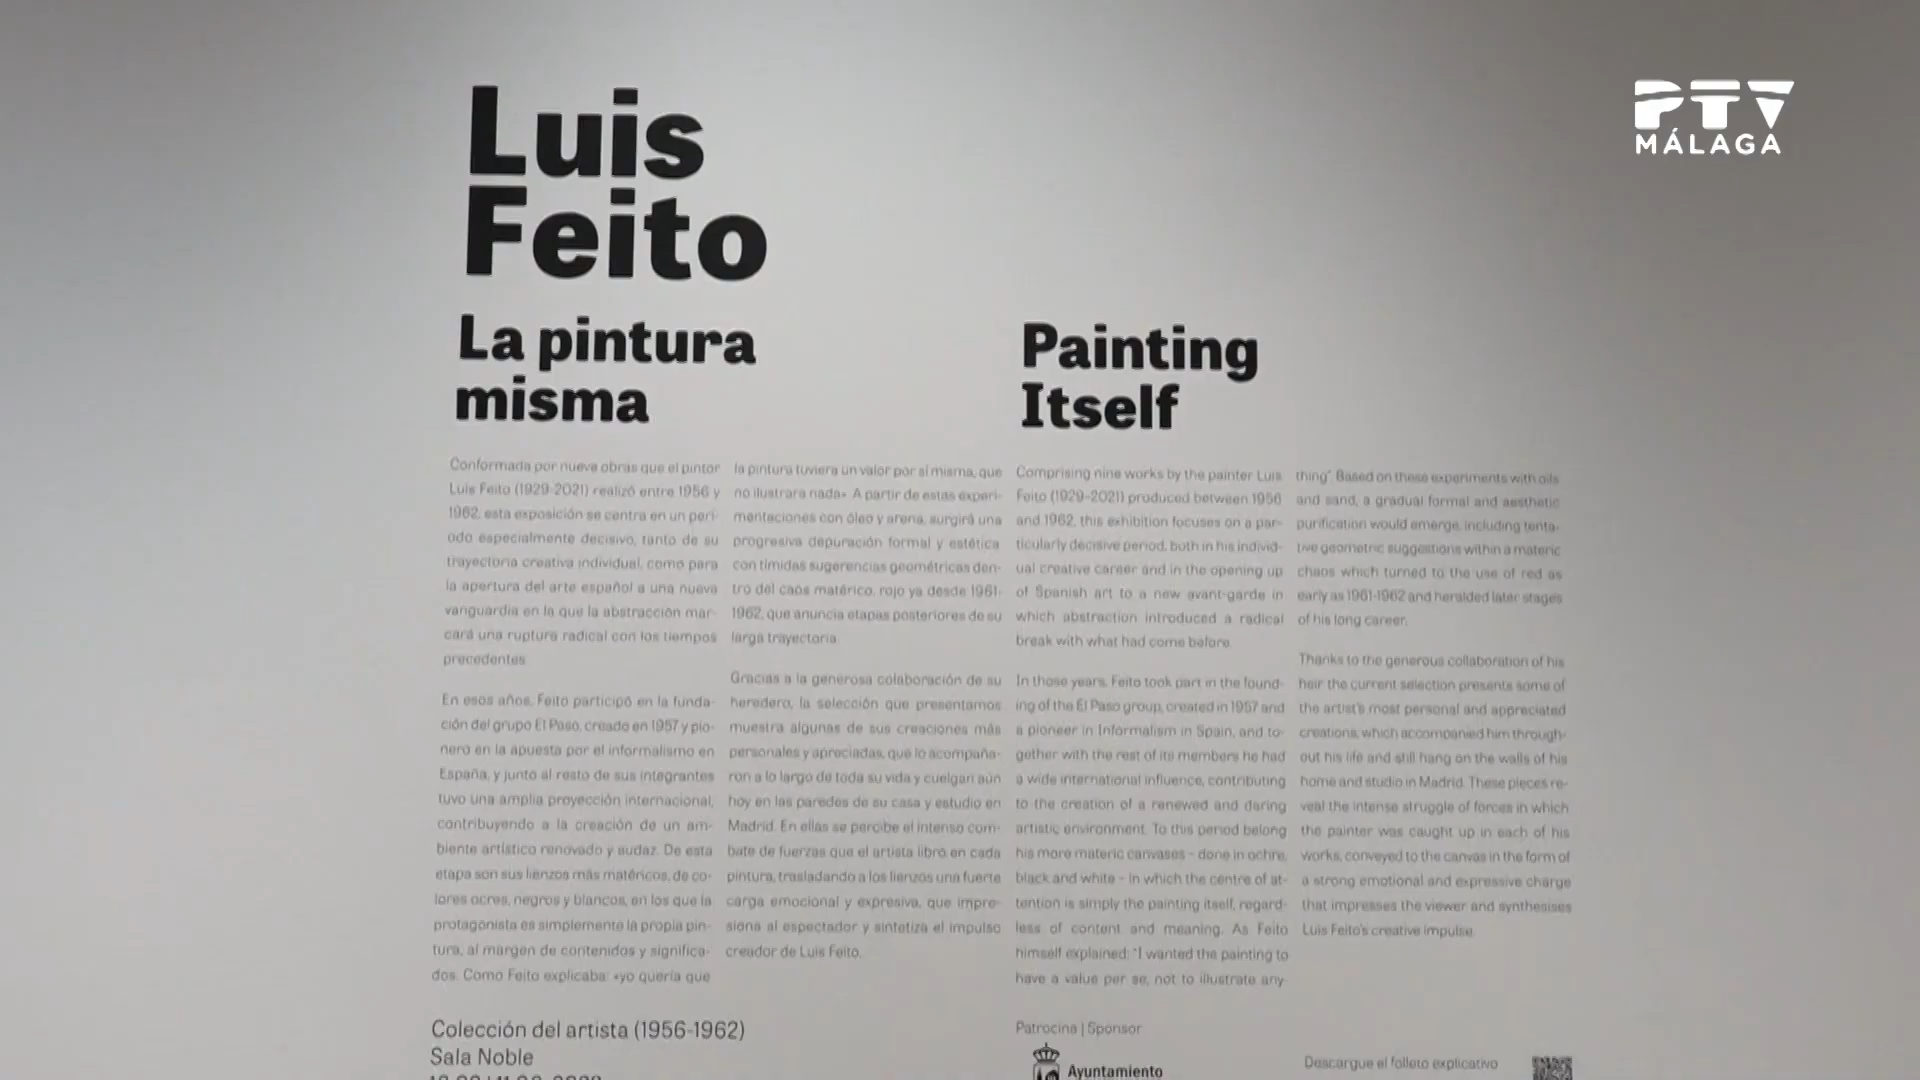 Luis
Feito
La pintura
misma
Conformada por nueve obras que el pintor
Luis Feito (1929-2021) realizó entre 1956 y
1962, esta exposición se centra en un perí-
odo especialmente decisivo, tanto de su
trayectoria creativa individual, como para
la apertura del arte español a una nueva
vanguardia en la que la abstracción mar-
cará una ruptura radical con los tiempos
precedentes.
En esos años, Feito participó en la funda-
ción del grupo El Paso, creado en 1957 y pio-
nero en la apuesta por el informalismo en
España, y junto al resto de sus integrantes
tuvo una amplia proyección internacional,
contribuyendo a la creación de un am-
biente artístico renovado y audaz. De esta
etapa son sus lienzos más matéricos, de co-
lores ocres, negros y blancos, en los que la
protagonista es simplemente la propia pin-
tura, al margen de contenidos y significa-
dos. Como Feito explicaba: «yo quería que
la pintura tuviera un valor por sí misma, que
no ilustrara nada». A partir de estas experi-
mentaciones con óleo y arena, surgirá una
progresiva depuración formal y estética
con tímidas sugerencias geométricas den-
tro del caos matérico, rojo ya desde 1961-
1962, que anuncia etapas posteriores de su
larga trayectoria.
Gracias a la generosa colaboración de su
heredero, la selección que presentamos
muestra algunas de sus creaciones más
personales y apreciadas, que lo acompaña-
ron a lo largo de toda su vida y cuelgan aún
hoy en las paredes de su casa y estudio en
Madrid. En ellas se percibe el intenso com-
bate de fuerzas que el artista libró en cada
pintura, trasladando a los lienzos una fuerte
carga emocional y expresiva, que impre-
siona al espectador y sintetiza el impulso
creador de Luis Feito.
Painting
Itself
Comprising nine works by the painter Luis
Feito (1929-2021) produced between 1956
and 1962, this exhibition focuses on a par-
ticularly decisive period, both in his individ-
ual creative career and in the opening up
of Spanish art to a new avant-garde in
which abstraction introduced a radical
break with what had come before.
In those years, Feito took part in the found-
ing of the El Paso group, created in 1957 and
a pioneer in Informalism in Spain, and to-
gether with the rest of its members he had
a wide international influence, contributing
to the creation of a renewed and daring
artistic environment. To this period belong
his more materic canvases – done in ochre,
black and white – in which the centre of at-
tention is simply the painting itself, regard-
less of content and meaning. As Feito
himself explained: "I wanted the painting to
have a value per se, not to illustrate any-
thing". Based on these experiments with oils
and sand, a gradual formal and aesthetic
purification would emerge, including tenta-
tive geometric suggestions within a materic
chaos which turned to the use of red as
early as 1961-1962 and heralded later stages
of his long career.
Thanks to the generous collaboration of his
heir the current selection presents some of
the artist's most personal and appreciated
creations, which accompanied him through-
out his life and still hang on the walls of his
home and studio in Madrid. These pieces re-
veal the intense struggle of forces in which
the painter was caught up in each of his
works, conveyed to the canvas in the form of
a strong emotional and expressive charge
that impresses the viewer and synthesises
Luis Feito's creative impulse.
Colección del artista (1956-1962)
Sala Noble
Patrocina | Sponsor
Ayuntamiento
Descargue el folleto explicativo
PTV
MÁLAGA